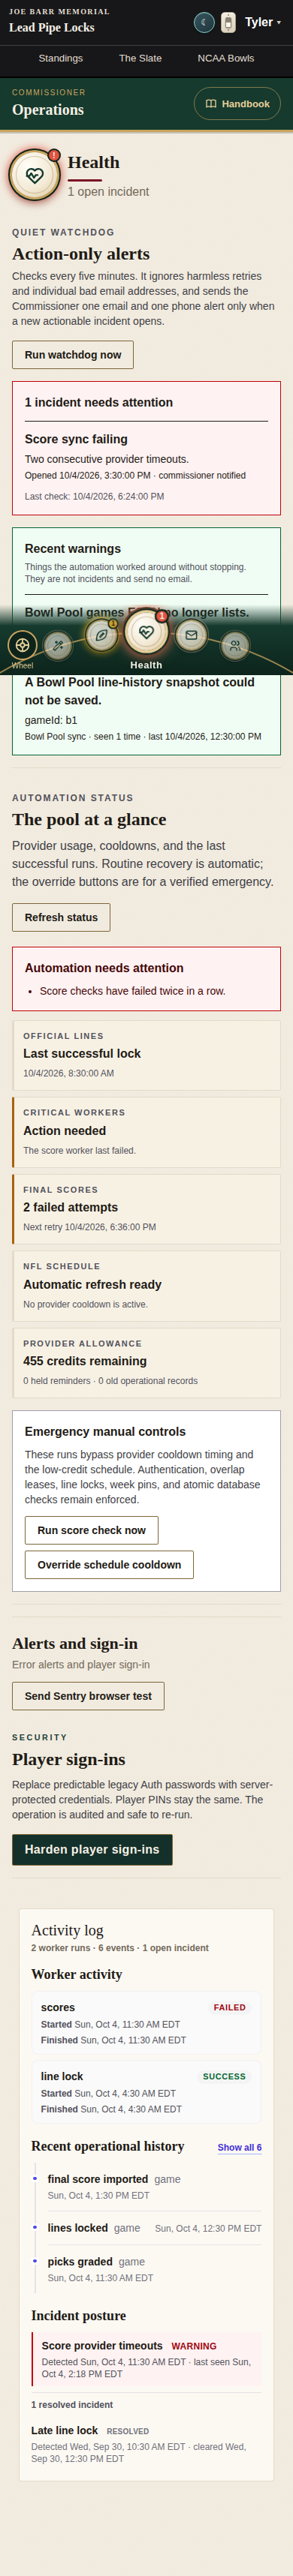 JOE BARR MEMORIAL
Lead Pipe Locks
Tyler
Standings
The Slate
NCAA Bowls
COMMISSIONER
Operations
Handbook
!
Health
1 open incident
QUIET WATCHDOG
Action-only alerts
Checks every five minutes. It ignores harmless retries
and individual bad email addresses, and sends the
Commissioner one email and one phone alert only when
a new actionable incident opens.
Run watchdog now
1 incident needs attention
Score sync failing
Two consecutive provider timeouts.
Opened 10/4/2026, 3:30:00 PM · commissioner notified
Last check: 10/4/2026, 6:24:00 PM
Recent warnings
Things the automation worked around without stopping.
They are not incidents and send no email.
Bowl Pool games no longer lists.
Wheel
Health
A Bowl Pool line-history snapshot could
not be saved.
gameId: b1
Bowl Pool sync · seen 1 time · last 10/4/2026, 12:30:00 PM
AUTOMATION STATUS
The pool at a glance
Provider usage, cooldowns, and the last
successful runs. Routine recovery is automatic;
the override buttons are for a verified emergency.
Refresh status
Automation needs attention
• Score checks have failed twice in a row.
OFFICIAL LINES
Last successful lock
10/4/2026, 8:30:00 AM
CRITICAL WORKERS
Action needed
The score worker last failed.
FINAL SCORES
2 failed attempts
Next retry 10/4/2026, 6:36:00 PM
NFL SCHEDULE
Automatic refresh ready
No provider cooldown is active.
PROVIDER ALLOWANCE
455 credits remaining
0 held reminders · 0 old operational records
Emergency manual controls
These runs bypass provider cooldown timing and
the low-credit schedule. Authentication, overlap
leases, line locks, week pins, and atomic database
checks remain enforced.
Run score check now
Override schedule cooldown
Alerts and sign-in
Error alerts and player sign-in
Send Sentry browser test
SECURITY
Player sign-ins
Replace predictable legacy Auth passwords with server-
protected credentials. Player PINs stay the same. The
operation is audited and safe to re-run.
Harden player sign-ins
Activity log
2 worker runs · 6 events · 1 open incident
Worker activity
scores FAILED
Started Sun, Oct 4, 11:30 AM EDT
Finished Sun, Oct 4, 11:30 AM EDT
line lock SUCCESS
Started Sun, Oct 4, 4:30 AM EDT
Finished Sun, Oct 4, 4:30 AM EDT
Recent operational history Show all 6
final score imported game
Sun, Oct 4, 1:30 PM EDT
lines locked game Sun, Oct 4, 12:30 PM EDT
picks graded game
Sun, Oct 4, 11:30 AM EDT
Incident posture
Score provider timeouts WARNING
Detected Sun, Oct 4, 11:30 AM EDT · last seen Sun,
Oct 4, 2:18 PM EDT
1 resolved incident
Late line lock RESOLVED
Detected Wed, Sep 30, 10:30 AM EDT · cleared Wed,
Sep 30, 12:30 PM EDT